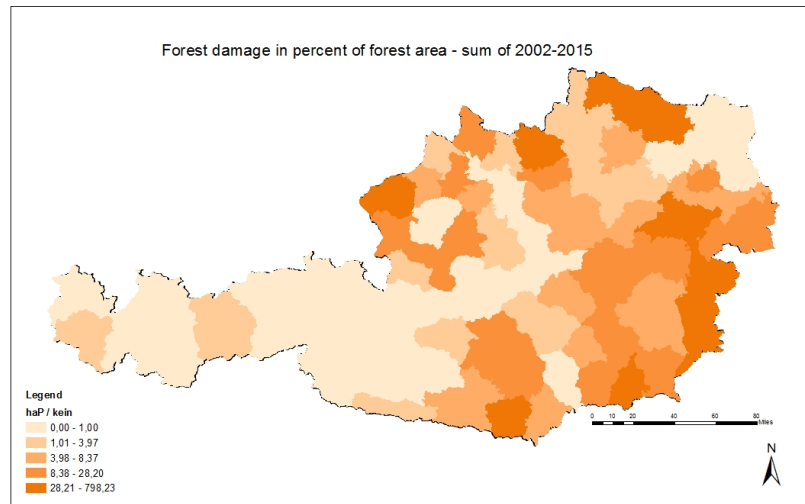 Forest damage in percent of forest area - sum of 2002-2015
Legend
haP / kein
0,00 - 1,00
1,01 - 3,97
3,98 - 8,37
8,38 - 28,20
28,21 - 798,23
0 10 20 40 60 80
Miles
N